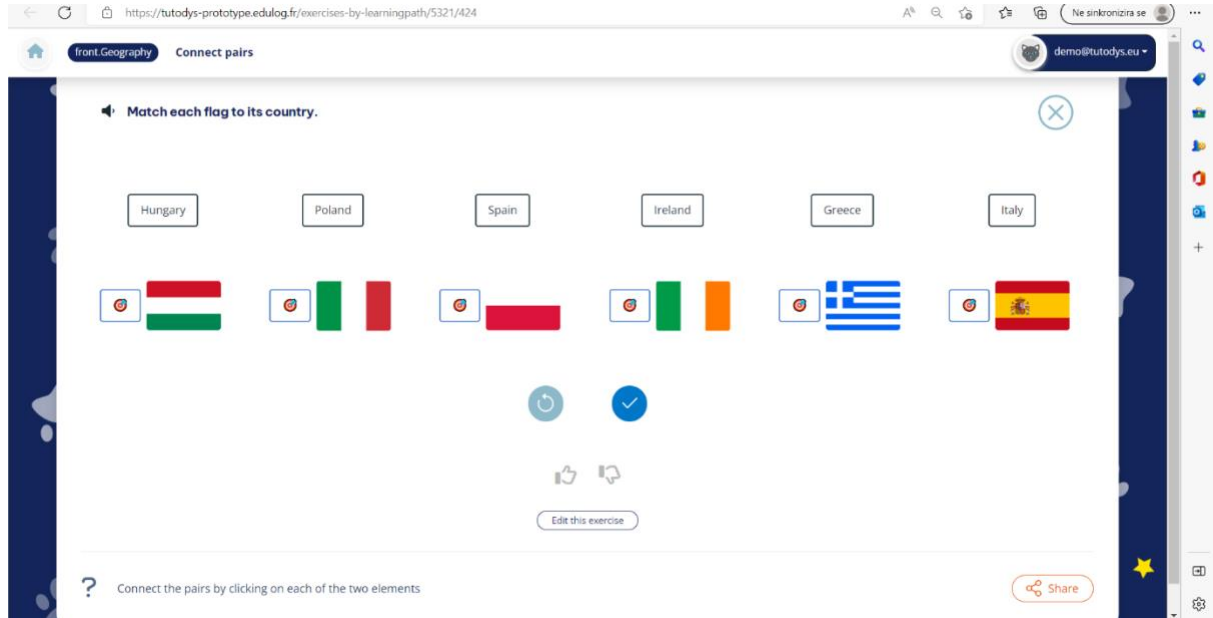 https://tutodys-prototype.edulog.fr/exercises-by-learningpath/5321/424
Ne sinkronizira se
front.Geography Connect pairs
demo@tutodys.eu
Match each flag to its country.
Hungary Poland Spain Ireland Greece Italy
Edit this exercise
? Connect the pairs by clicking on each of the two elements
Share